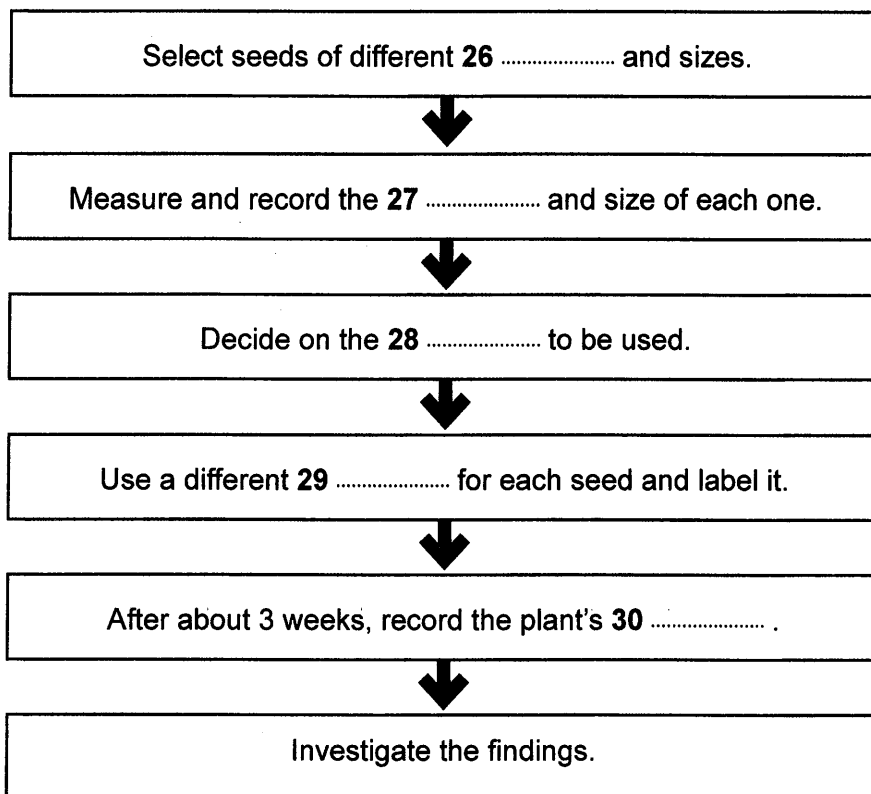 Select seeds of different 26 ...................... and sizes.
Measure and record the 27 ...................... and size of each one.
Decide on the 28 ...................... to be used.
Use a different 29 ...................... for each seed and label it.
After about 3 weeks, record the plant's 30 ...................... .
Investigate the findings.